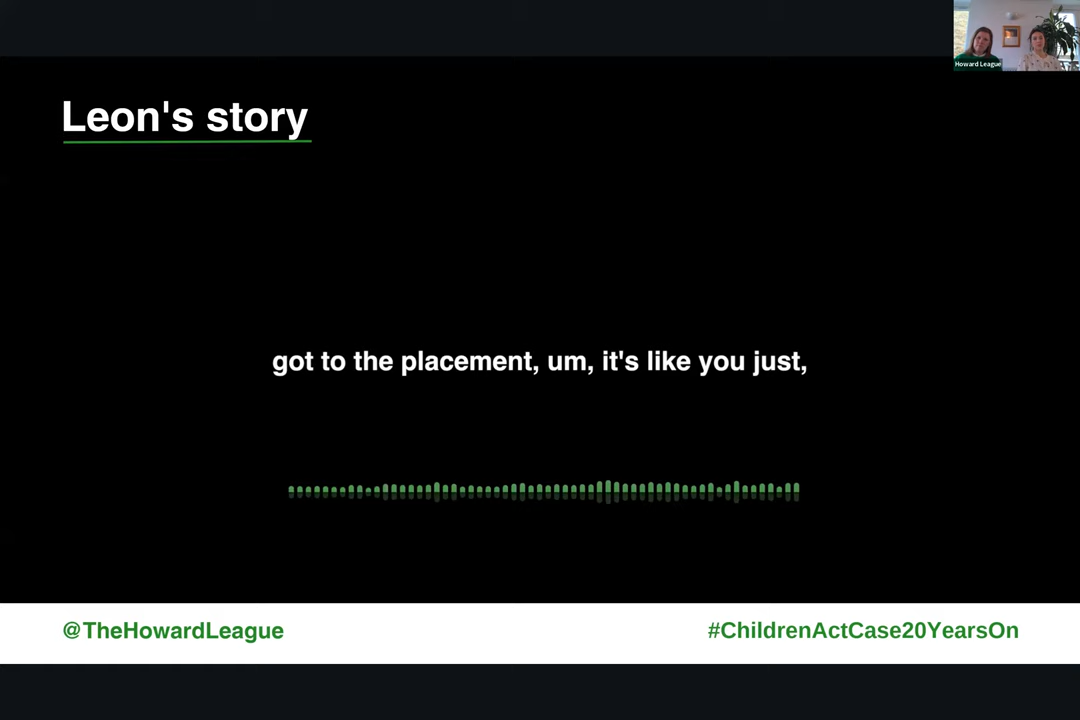 Howard League
Leon's story
got to the placement, um, it's like you just,
@TheHowardLeague
#ChildrenActCase20YearsOn